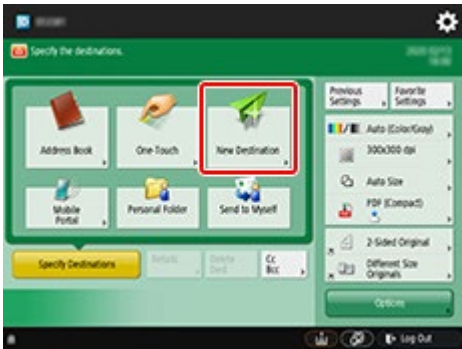 Specify the destinations.
Previous
Settings
Favorite
Settings
Address Book
One-Touch
New Destination
Auto (Color/Gray)
300x300 dpi
Auto Size
PDF (Compact)
Mobile
Portal
Personal Folder
Send to Myself
2-Sided Original
Different Size
Originals
Specify Destinations
Details
Delete
Dest.
Cc
Bcc
Options
Log Out